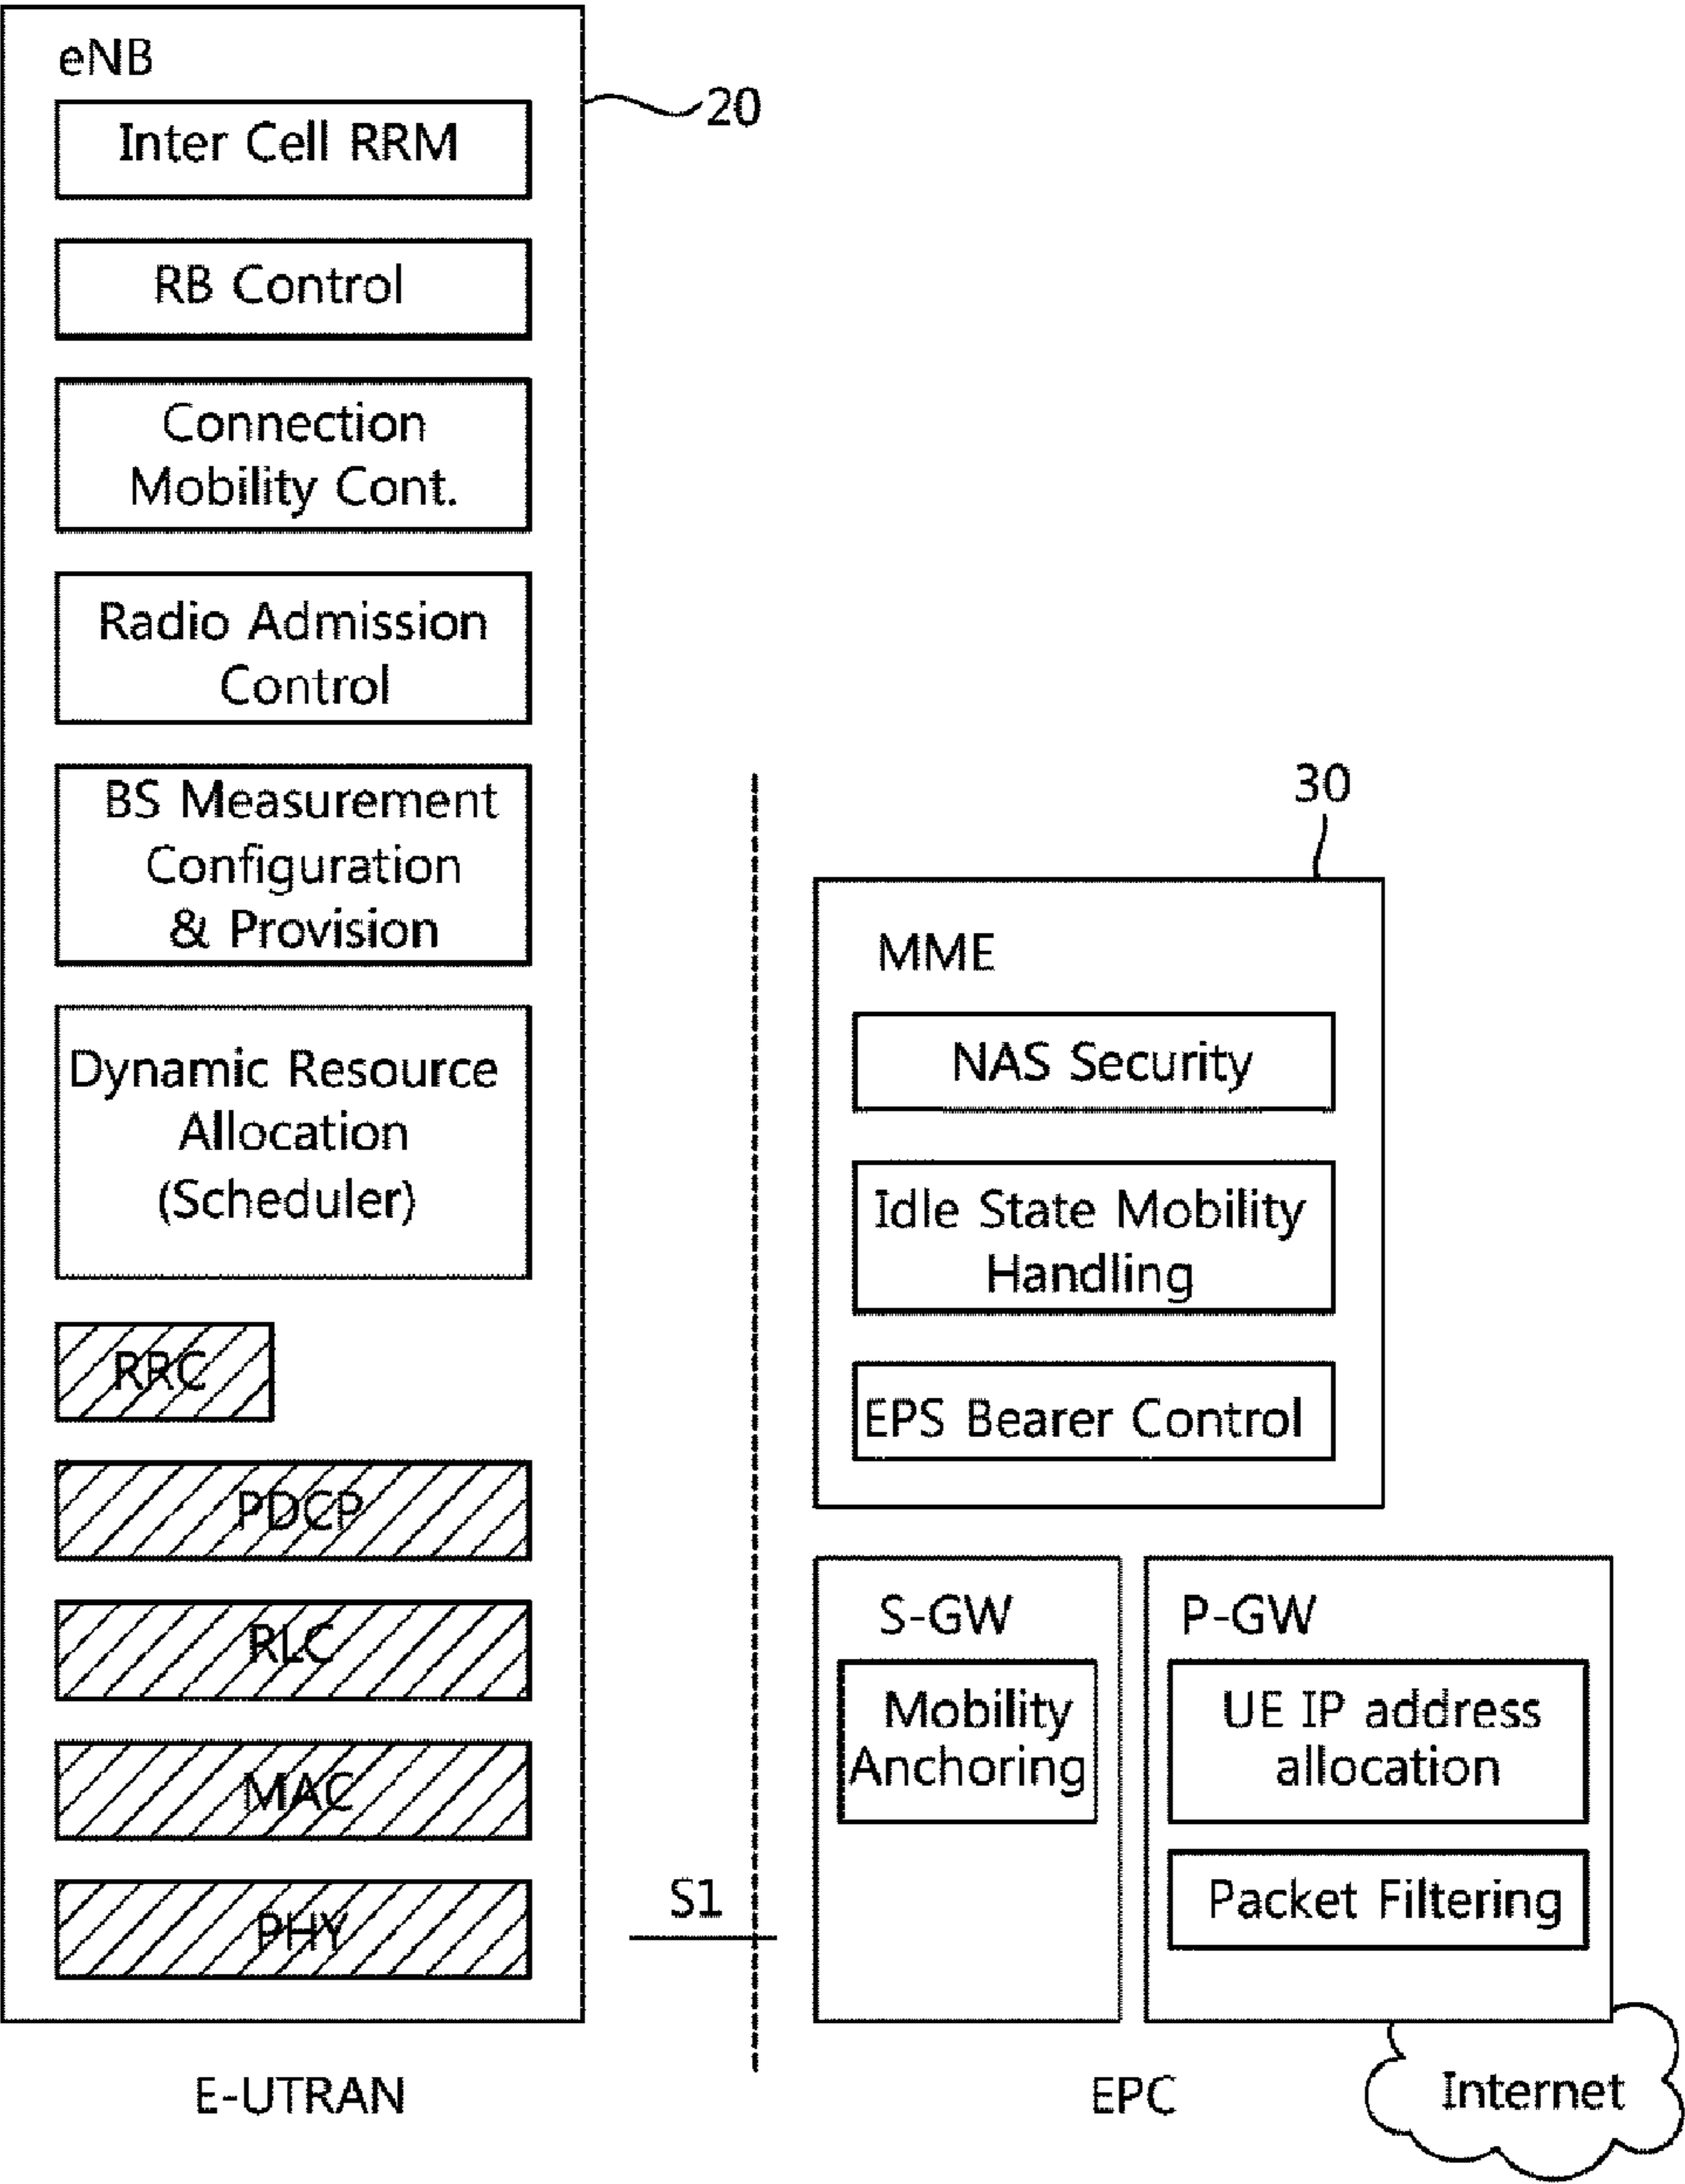 eNB
20
Inter Cell RRM
RB Control
Connection
Mobility Cont.
Radio Admission
Control
BS Measurement
Configuration
& Provision
Dynamic Resource
Allocation
(Scheduler)
RRC
PDCP
RLC
MAC
PHY
S1
E-UTRAN
30
MME
NAS Security
Idle State Mobility
Handling
EPS Bearer Control
S-GW
Mobility
Anchoring
P-GW
UE IP address
allocation
Packet Filtering
EPC
Internet